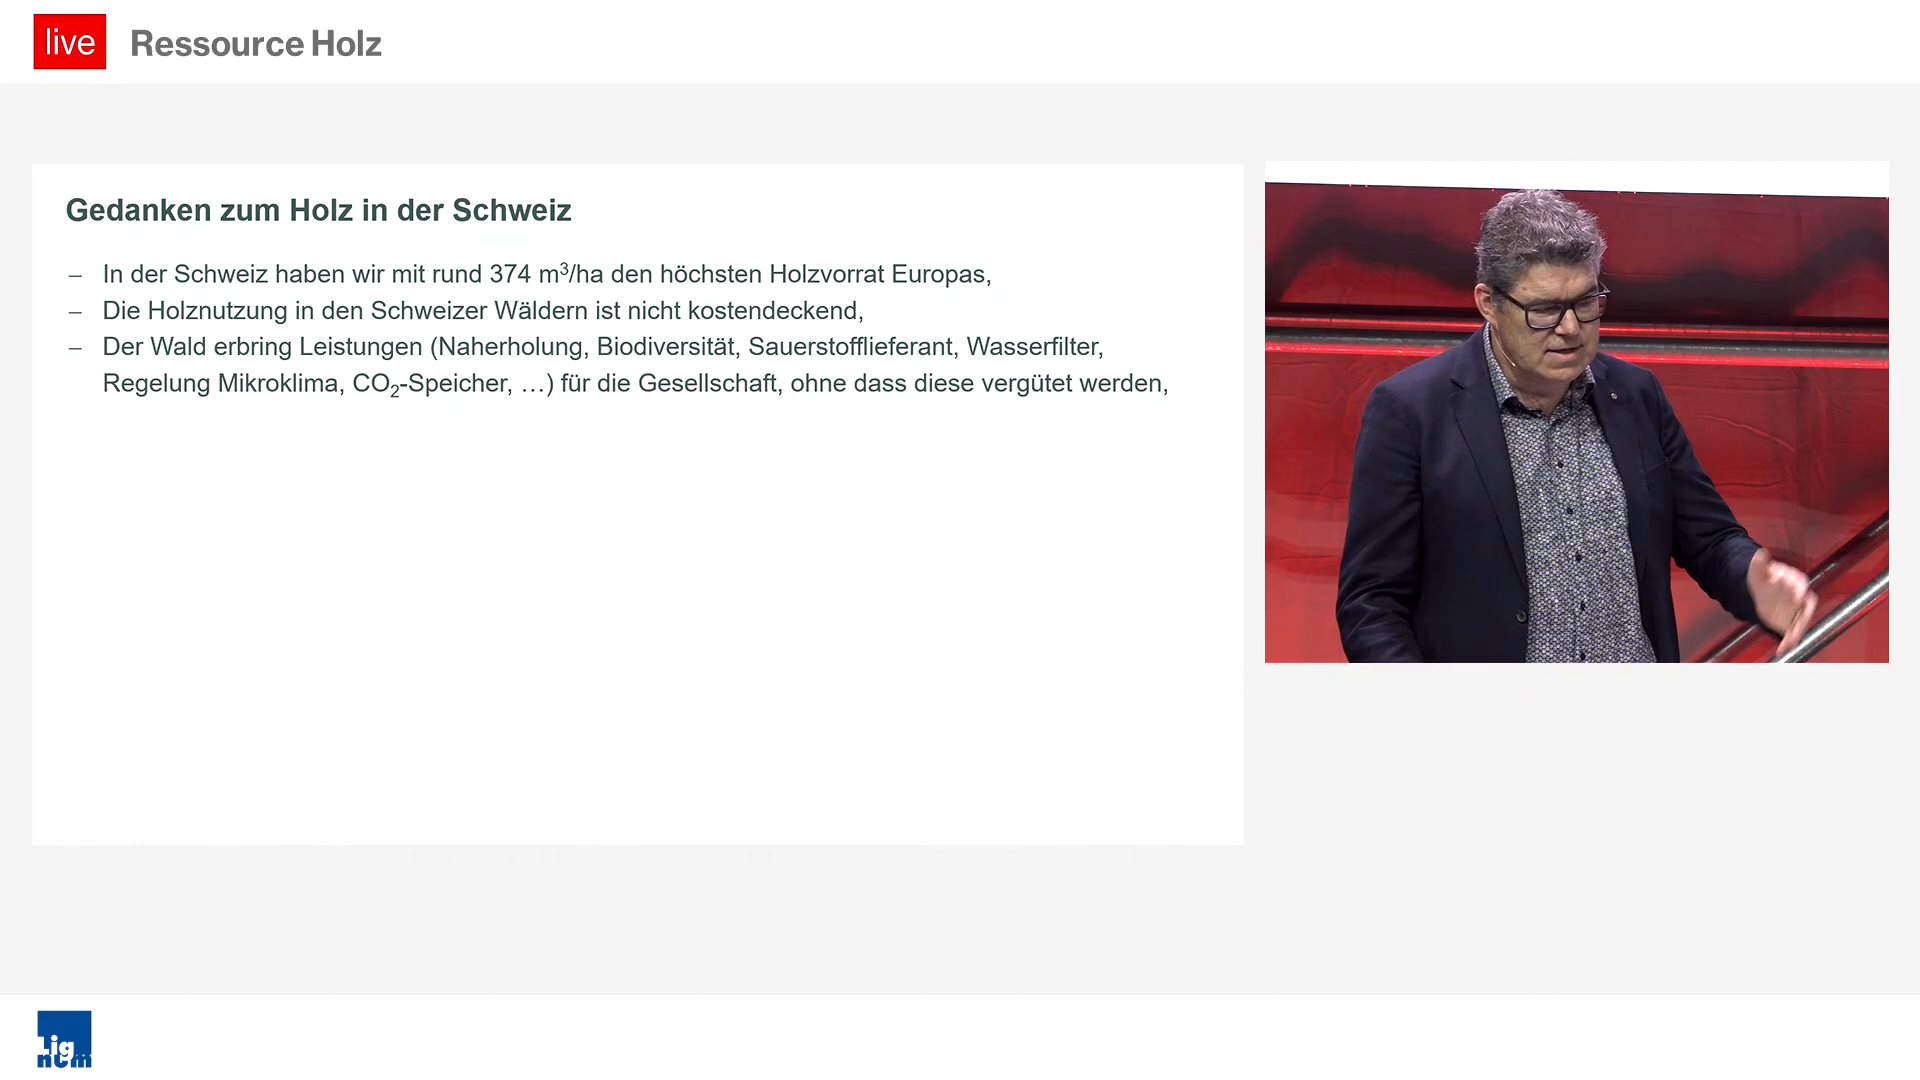 live Ressource Holz
Gedanken zum Holz in der Schweiz
– In der Schweiz haben wir mit rund 374 m³/ha den höchsten Holzvorrat Europas,
– Die Holznutzung in den Schweizer Wäldern ist nicht kostendeckend,
– Der Wald erbring Leistungen (Naherholung, Biodiversität, Sauerstofflieferant, Wasserfilter,
Regelung Mikroklima, CO₂-Speicher, …) für die Gesellschaft, ohne dass diese vergütet werden,
Lig
num